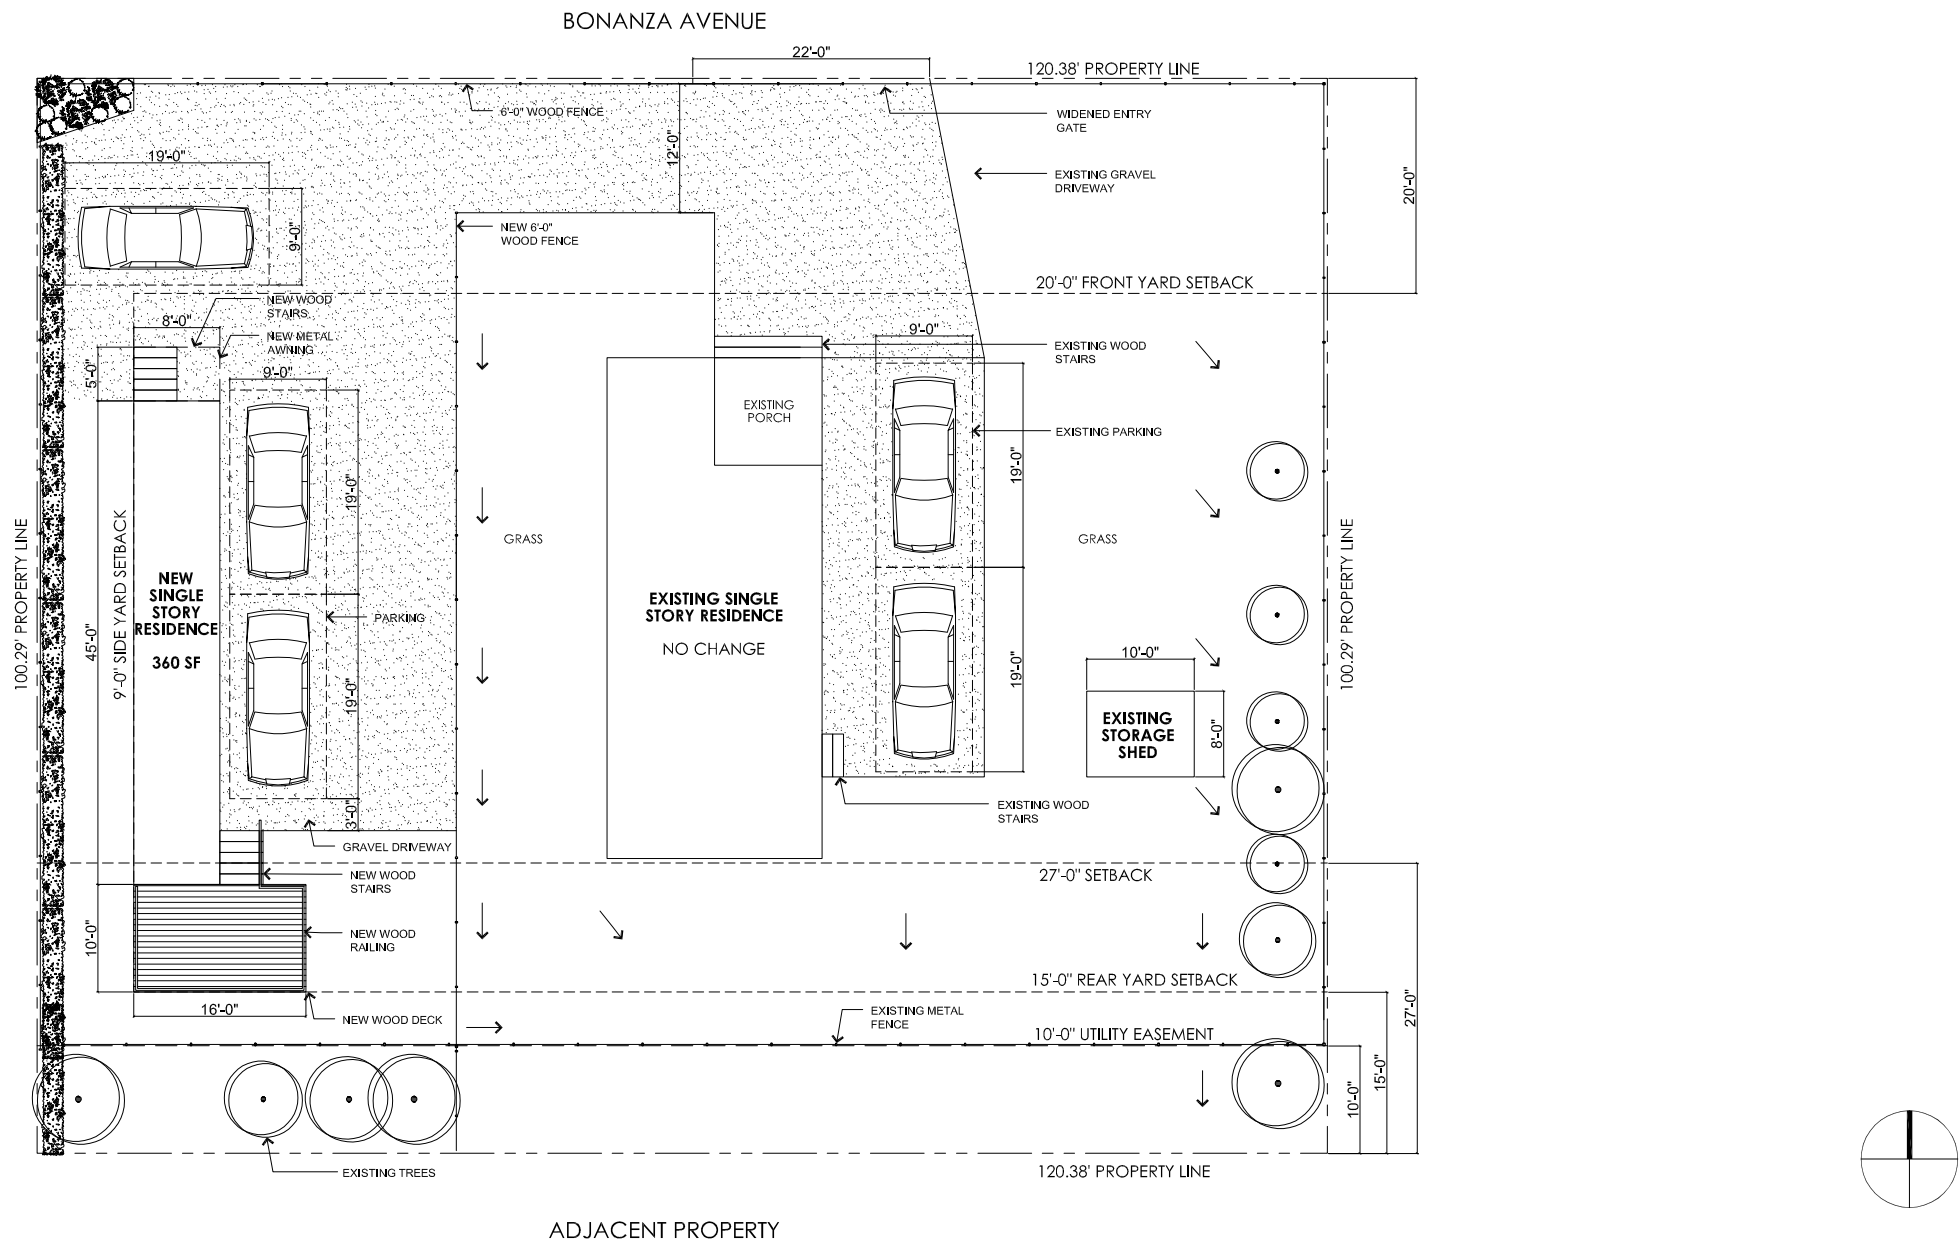 BONANZA AVENUE
22'-0"
120.38' PROPERTY LINE
6'-0" WOOD FENCE
WIDENED ENTRY
GATE
12'-0"
19'-0"
EXISTING GRAVEL
DRIVEWAY
20'-0"
9'-0"
NEW 6'-0"
WOOD FENCE
20'-0" FRONT YARD SETBACK
NEW WOOD
STAIRS
8'-0"
NEW METAL
AWNING
9'-0"
EXISTING WOOD
STAIRS
5'-0"
9'-0"
EXISTING
PORCH
EXISTING PARKING
19'-0"
19'-0"
GRASS
GRASS
100.29' PROPERTY LINE
9'-0" SIDE YARD SETBACK
NEW
SINGLE
STORY
RESIDENCE
360 SF
45'-0"
PARKING
EXISTING SINGLE
STORY RESIDENCE
NO CHANGE
100.29' PROPERTY LINE
19'-0"
19'-0"
10'-0"
EXISTING
STORAGE
SHED
8'-0"
3'-0"
EXISTING WOOD
STAIRS
GRAVEL DRIVEWAY
NEW WOOD
STAIRS
27'-0" SETBACK
10'-0"
NEW WOOD
RAILING
15'-0" REAR YARD SETBACK
16'-0"
NEW WOOD DECK
EXISTING METAL
FENCE
27'-0"
10'-0" UTILITY EASEMENT
15'-0"
10'-0"
EXISTING TREES
120.38' PROPERTY LINE
ADJACENT PROPERTY